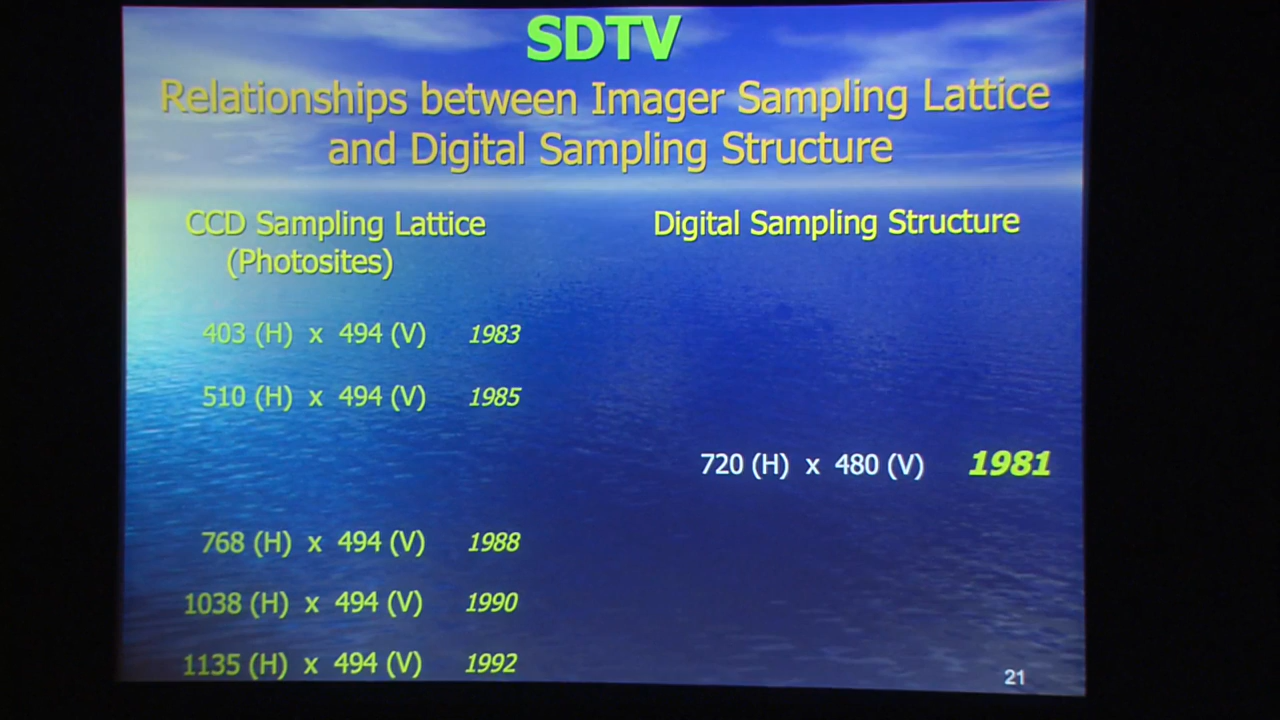 SDTV
Relationships between Imager Sampling Lattice
and Digital Sampling Structure
CCD Sampling Lattice
(Photosites)
Digital Sampling Structure
403 (H) x 494 (V) 1983
510 (H) x 494 (V) 1985
720 (H) x 480 (V) 1981
768 (H) x 494 (V) 1988
1038 (H) x 494 (V) 1990
1135 (H) x 494 (V) 1992
21